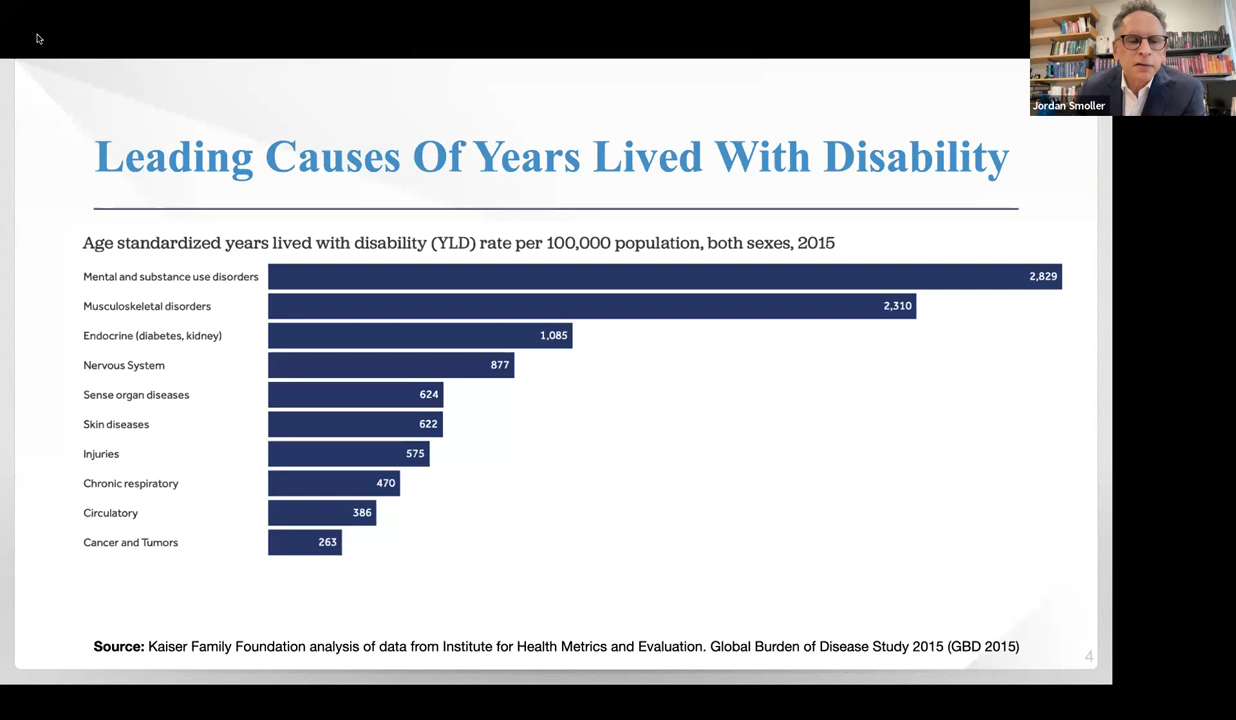 Jordan Smoller
Leading Causes Of Years Lived With Disability
Age standardized years lived with disability (YLD) rate per 100,000 population, both sexes, 2015
Mental and substance use disorders 2,829
Musculoskeletal disorders 2,310
Endocrine (diabetes, kidney) 1,085
Nervous System 877
Sense organ diseases 624
Skin diseases 622
Injuries 575
Chronic respiratory 470
Circulatory 386
Cancer and Tumors 263
Source: Kaiser Family Foundation analysis of data from Institute for Health Metrics and Evaluation. Global Burden of Disease Study 2015 (GBD 2015)
4